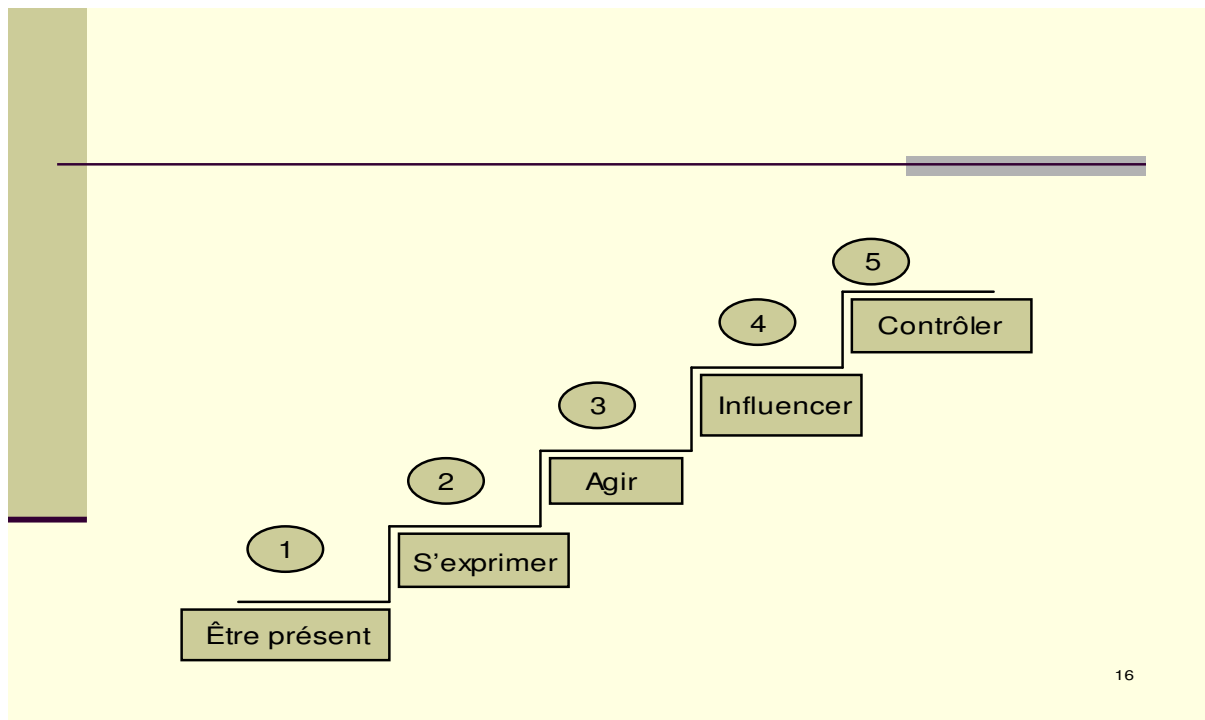 5
Contrôler
4
Influencer
3
Agir
2
S’exprimer
1
Être présent
16